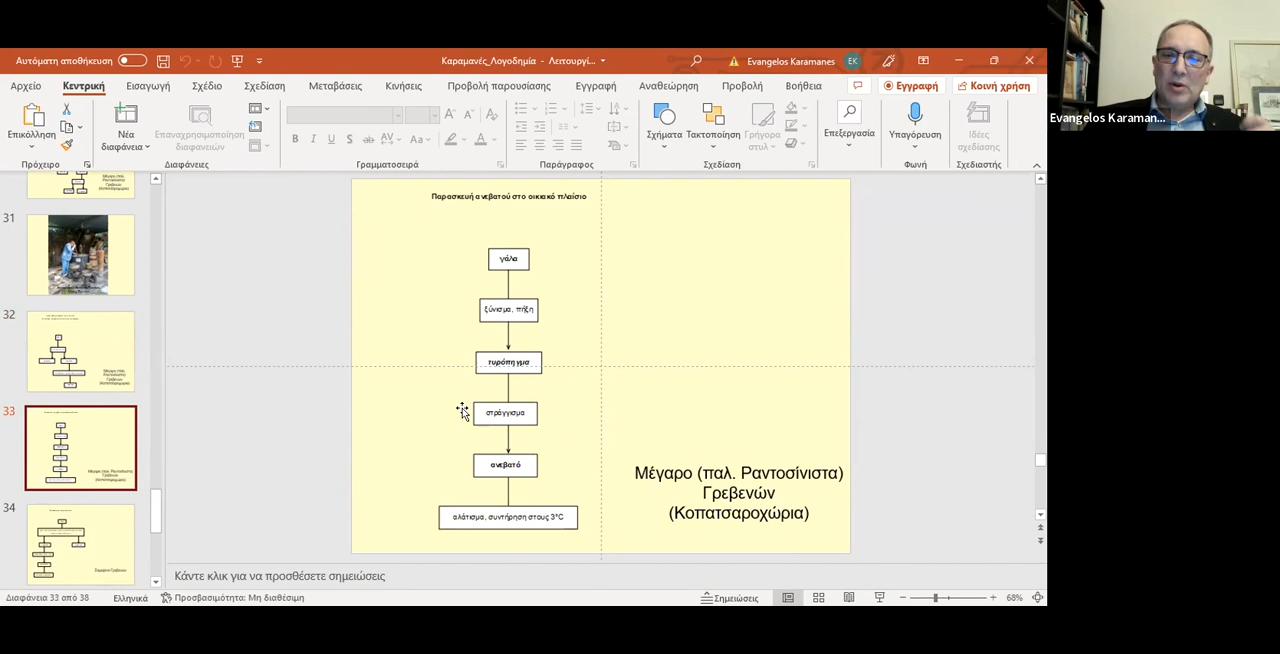 Αυτόματη αποθήκευση
Καραμανές_Λογοδημία - Λειτουργί...
Evangelos Karamanes
EK
Αρχείο
Κεντρική
Εισαγωγή
Σχέδιο
Σχεδίαση
Μεταβάσεις
Κινήσεις
Προβολή παρουσίασης
Εγγραφή
Αναθεώρηση
Προβολή
Βοήθεια
Εγγραφή
Κοινή χρήση
Επικόλληση
Νέα
διαφάνεια
Επαναχρησιμοποίηση
διαφανειών
Σχήματα
Τακτοποίηση
Γρήγορα
στυλ
Επεξεργασία
Υπαγόρευση
Ιδέες
σχεδίασης
Πρόχειρο
Διαφάνειες
Γραμματοσειρά
Παράγραφος
Σχεδίαση
Φωνή
Σχεδιαστής
31
32
33
34
Παρασκευή ανεβατού στο οικιακό πλαίσιο
γάλα
ξύνισμα, πήξη
τυρόπηγμα
στράγγισμα
ανεβατό
αλάτισμα, συντήρηση στους 3°C
Μέγαρο (παλ. Ραντοσίνιστα)
Γρεβενών
(Κοπατσαροχώρια)
Κάντε κλικ για να προσθέσετε σημειώσεις
Διαφάνεια 33 από 38
Ελληνικά
Προσβασιμότητα: Μη διαθέσιμη
Σημειώσεις
68%
Evangelos Karaman...